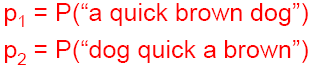 p₁ = P(“a quick brown dog”)
p₂ = P(“dog quick a brown”)